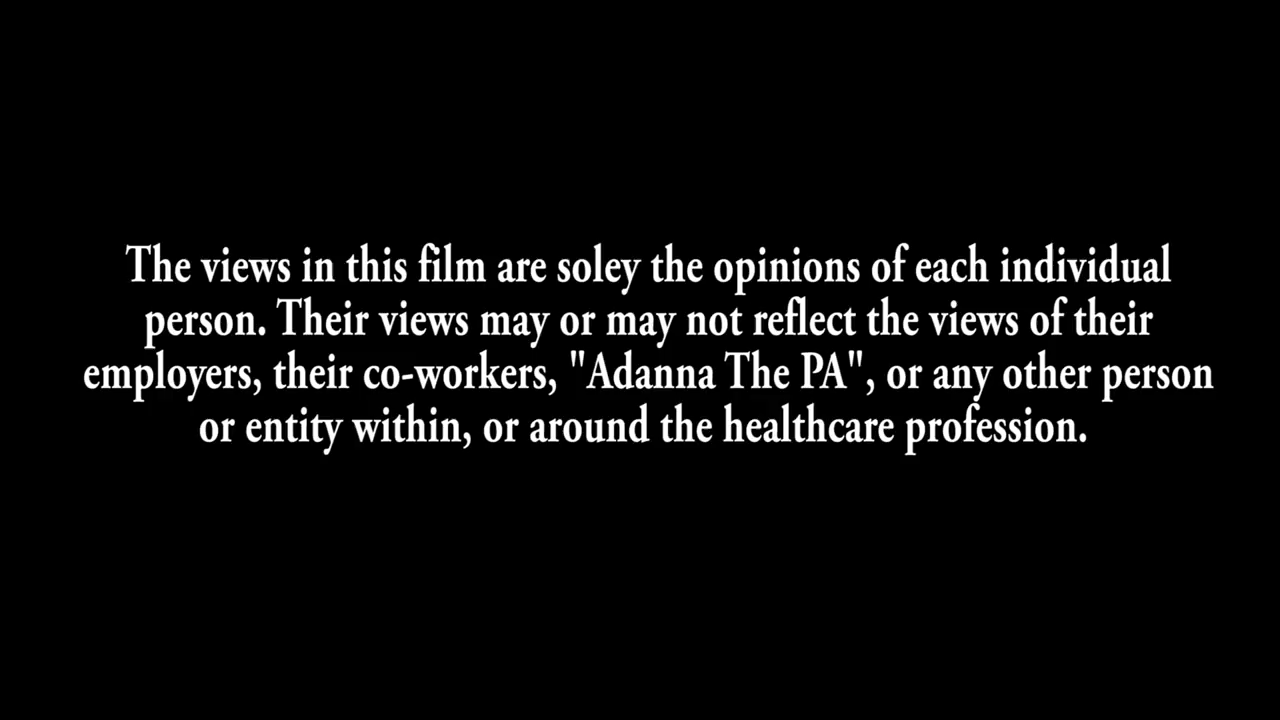 The views in this film are soley the opinions of each individual
person. Their views may or may not reflect the views of their
employers, their co-workers, "Adanna The PA", or any other person
or entity within, or around the healthcare profession.